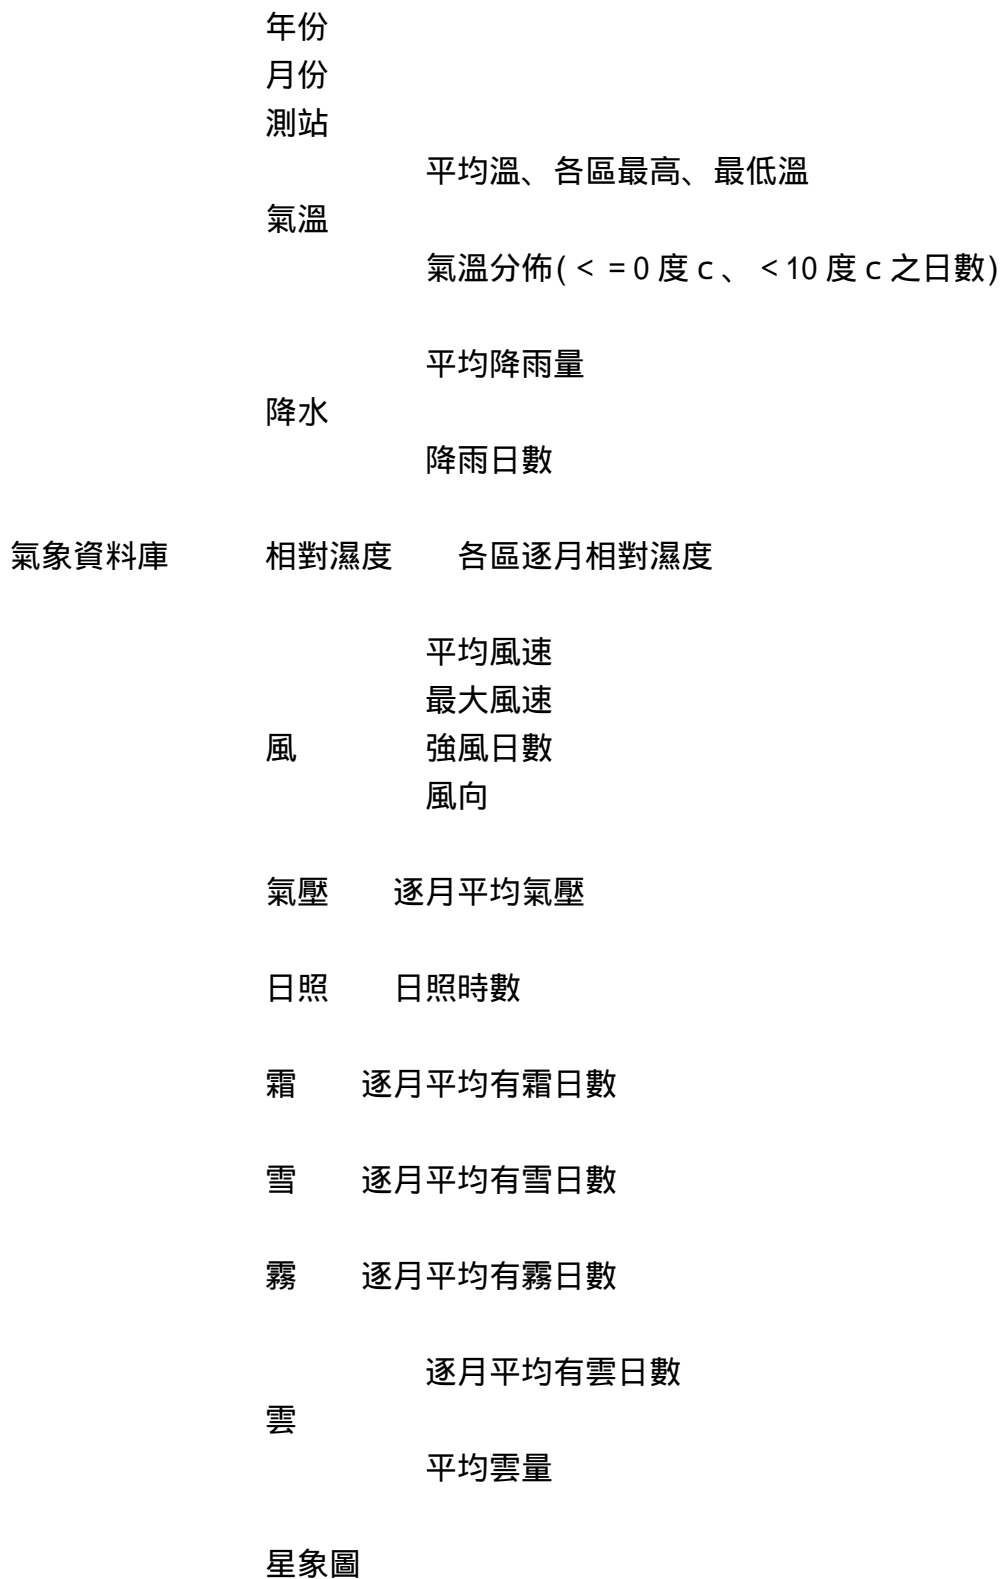 年份
月份
測站
平均溫、各區最高、最低溫
氣溫
氣溫分佈(<=0度c、<10度c之日數)
平均降雨量
降水
降雨日數
氣象資料庫 相對濕度 各區逐月相對濕度
平均風速
最大風速
風 強風日數
風向
氣壓 逐月平均氣壓
日照 日照時數
霜 逐月平均有霜日數
雪 逐月平均有雪日數
霧 逐月平均有霧日數
逐月平均有雲日數
雲
平均雲量
星象圖